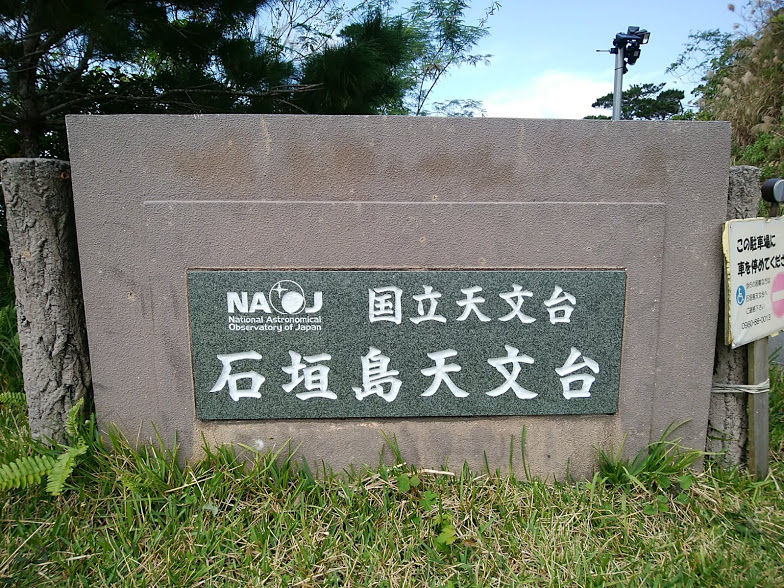 NAOJ
National Astronomical
Observatory of Japan
国立天文台
石垣島天文台
この駐車場に
車を停めてくださ